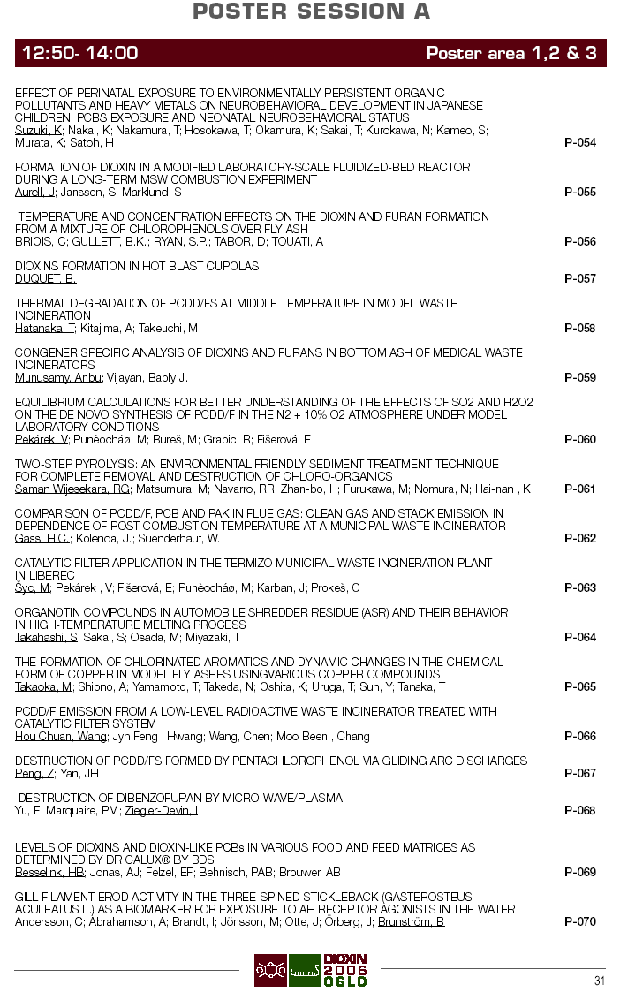 POSTER SESSION A
12:50- 14:00 Poster area 1,2 & 3
EFFECT OF PERINATAL EXPOSURE TO ENVIRONMENTALLY PERSISTENT ORGANIC
POLLUTANTS AND HEAVY METALS ON NEUROBEHAVIORAL DEVELOPMENT IN JAPANESE
CHILDREN: PCBS EXPOSURE AND NEONATAL NEUROBEHAVIORAL STATUS
Suzuki, K; Nakai, K; Nakamura, T; Hosokawa, T; Okamura, K; Sakai, T; Kurokawa, N; Kameo, S;
Murata, K; Satoh, H P-054
FORMATION OF DIOXIN IN A MODIFIED LABORATORY-SCALE FLUIDIZED-BED REACTOR
DURING A LONG-TERM MSW COMBUSTION EXPERIMENT
Aurell, J; Jansson, S; Marklund, S P-055
TEMPERATURE AND CONCENTRATION EFFECTS ON THE DIOXIN AND FURAN FORMATION
FROM A MIXTURE OF CHLOROPHENOLS OVER FLY ASH
BRIOIS, C; GULLETT, B.K.; RYAN, S.P.; TABOR, D; TOUATI, A P-056
DIOXINS FORMATION IN HOT BLAST CUPOLAS
DUQUET, B. P-057
THERMAL DEGRADATION OF PCDD/FS AT MIDDLE TEMPERATURE IN MODEL WASTE
INCINERATION
Hatanaka, T; Kitajima, A; Takeuchi, M P-058
CONGENER SPECIFIC ANALYSIS OF DIOXINS AND FURANS IN BOTTOM ASH OF MEDICAL WASTE
INCINERATORS
Munusamy, Anbu; Vijayan, Bably J. P-059
EQUILIBRIUM CALCULATIONS FOR BETTER UNDERSTANDING OF THE EFFECTS OF SO2 AND H2O2
ON THE DE NOVO SYNTHESIS OF PCDD/F IN THE N2 + 10% O2 ATMOSPHERE UNDER MODEL
LABORATORY CONDITIONS
Pekárek, V; Punèocháø, M; Bureš, M; Grabic, R; Fišerová, E P-060
TWO-STEP PYROLYSIS: AN ENVIRONMENTAL FRIENDLY SEDIMENT TREATMENT TECHNIQUE
FOR COMPLETE REMOVAL AND DESTRUCTION OF CHLORO-ORGANICS
Saman Wijesekara, RG; Matsumura, M; Navarro, RR; Zhan-bo, H; Furukawa, M; Nomura, N; Hai-nan , K P-061
COMPARISON OF PCDD/F, PCB AND PAK IN FLUE GAS: CLEAN GAS AND STACK EMISSION IN
DEPENDENCE OF POST COMBUSTION TEMPERATURE AT A MUNICIPAL WASTE INCINERATOR
Gass, H.C.; Kolenda, J.; Suenderhauf, W. P-062
CATALYTIC FILTER APPLICATION IN THE TERMIZO MUNICIPAL WASTE INCINERATION PLANT
IN LIBEREC
Šyc, M; Pekárek , V; Fišerová, E; Punèocháø, M; Karban, J; Prokeš, O P-063
ORGANOTIN COMPOUNDS IN AUTOMOBILE SHREDDER RESIDUE (ASR) AND THEIR BEHAVIOR
IN HIGH-TEMPERATURE MELTING PROCESS
Takahashi, S; Sakai, S; Osada, M; Miyazaki, T P-064
THE FORMATION OF CHLORINATED AROMATICS AND DYNAMIC CHANGES IN THE CHEMICAL
FORM OF COPPER IN MODEL FLY ASHES USINGVARIOUS COPPER COMPOUNDS
Takaoka, M; Shiono, A; Yamamoto, T; Takeda, N; Oshita, K; Uruga, T; Sun, Y; Tanaka, T P-065
PCDD/F EMISSION FROM A LOW-LEVEL RADIOACTIVE WASTE INCINERATOR TREATED WITH
CATALYTIC FILTER SYSTEM
Hou Chuan, Wang; Jyh Feng , Hwang; Wang, Chen; Moo Been , Chang P-066
DESTRUCTION OF PCDD/FS FORMED BY PENTACHLOROPHENOL VIA GLIDING ARC DISCHARGES
Peng, Z; Yan, JH P-067
DESTRUCTION OF DIBENZOFURAN BY MICRO-WAVE/PLASMA
Yu, F; Marquaire, PM; Ziegler-Devin, I P-068
LEVELS OF DIOXINS AND DIOXIN-LIKE PCBs IN VARIOUS FOOD AND FEED MATRICES AS
DETERMINED BY DR CALUX® BY BDS
Besselink, HB; Jonas, AJ; Felzel, EF; Behnisch, PAB; Brouwer, AB P-069
GILL FILAMENT EROD ACTIVITY IN THE THREE-SPINED STICKLEBACK (GASTEROSTEUS
ACULEATUS L.) AS A BIOMARKER FOR EXPOSURE TO AH RECEPTOR AGONISTS IN THE WATER
Andersson, C; Abrahamson, A; Brandt, I; Jönsson, M; Otte, J; Örberg, J; Brunström, B P-070
DIOXIN
2006
OSLO
31